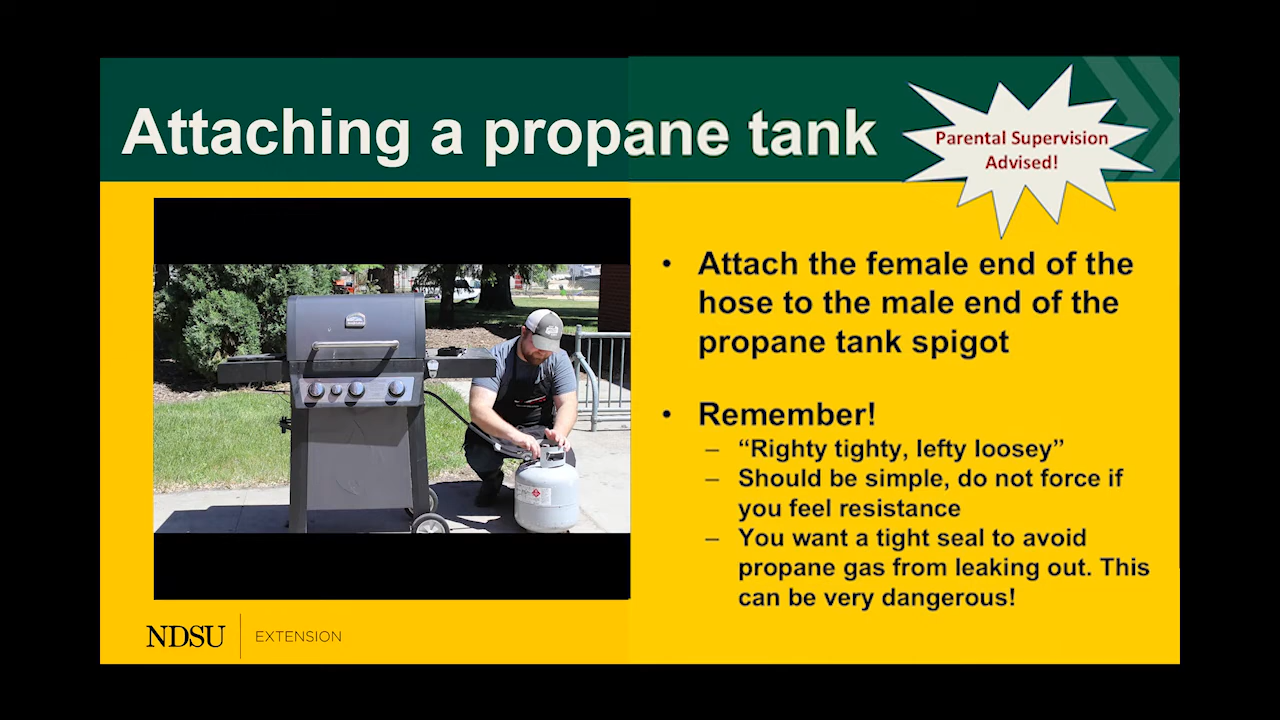 Attaching a propane tank
Parental Supervision
Advised!
• Attach the female end of the
hose to the male end of the
propane tank spigot
• Remember!
– “Righty tighty, lefty loosey”
– Should be simple, do not force if
you feel resistance
– You want a tight seal to avoid
propane gas from leaking out. This
can be very dangerous!
NDSU EXTENSION